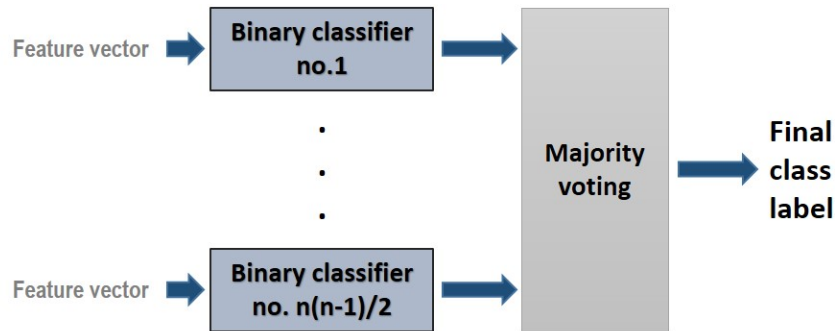 Feature vector
Binary classifier
no.1
.
.
.
Majority
voting
Final
class
label
Feature vector
Binary classifier
no. n(n-1)/2